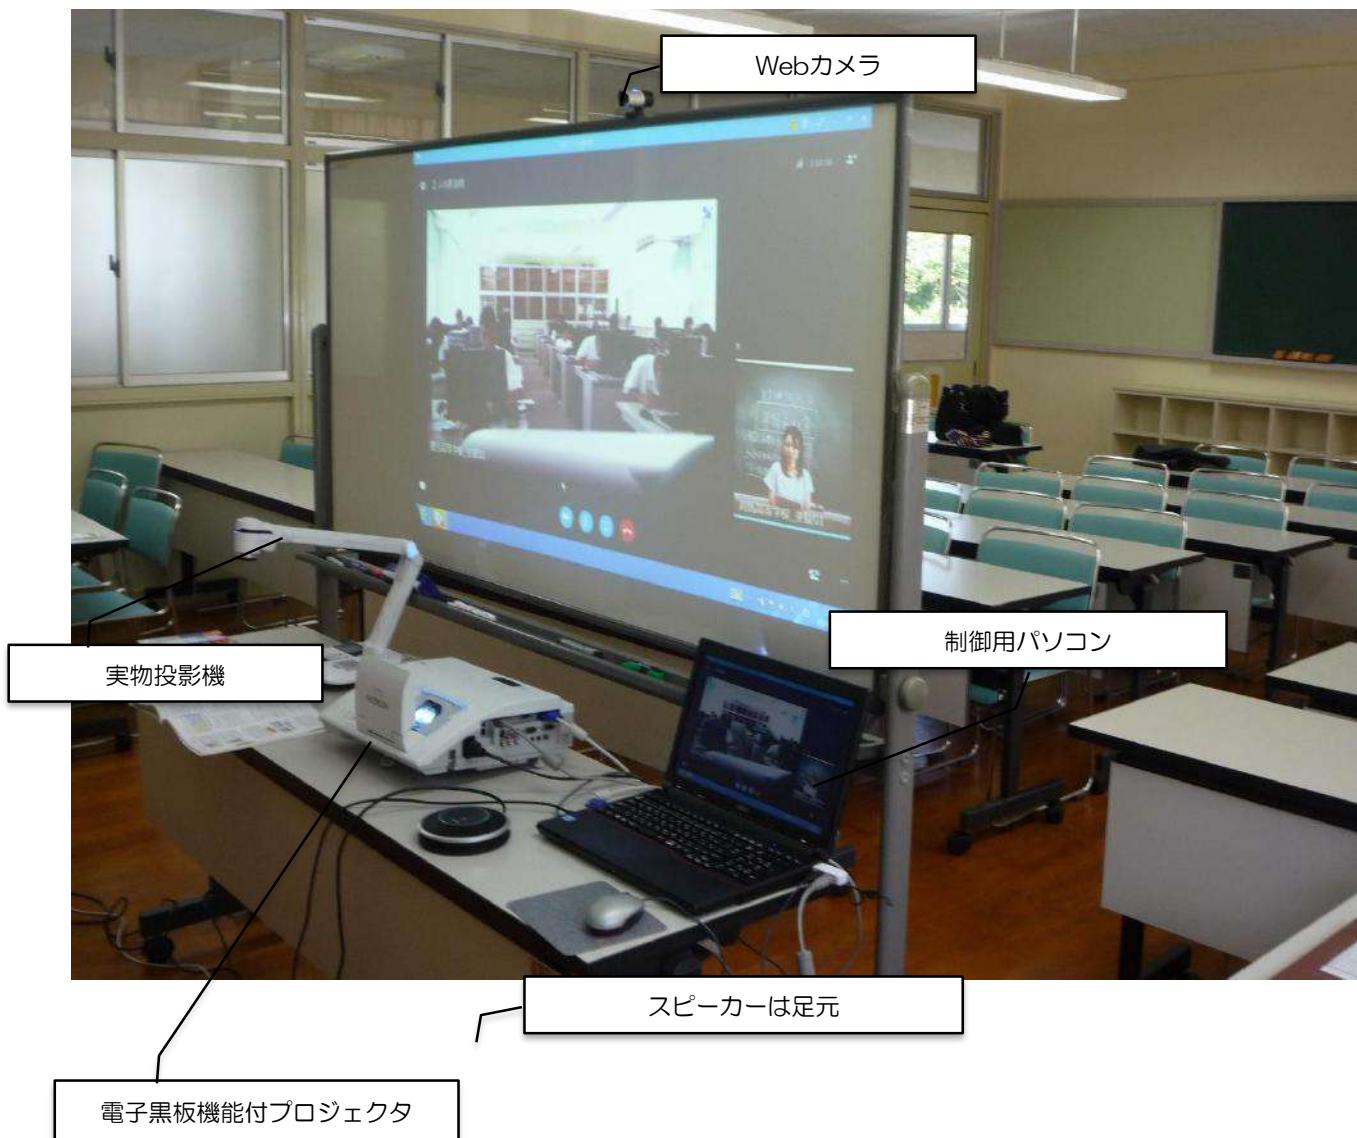 Webカメラ
制御用パソコン
実物投影機
スピーカーは足元
電子黒板機能付プロジェクタ